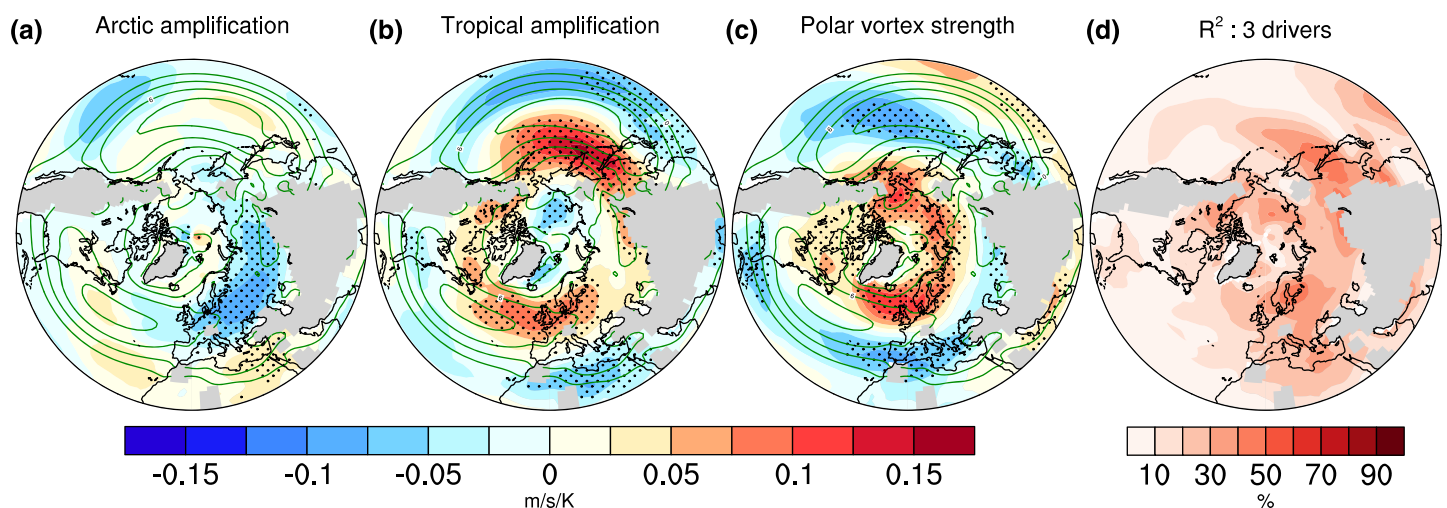 (a) Arctic amplification
(b) Tropical amplification
(c) Polar vortex strength
(d) R² : 3 drivers
-0.15 -0.1 -0.05 0 0.05 0.1 0.15
m/s/K
10 30 50 70 90
%